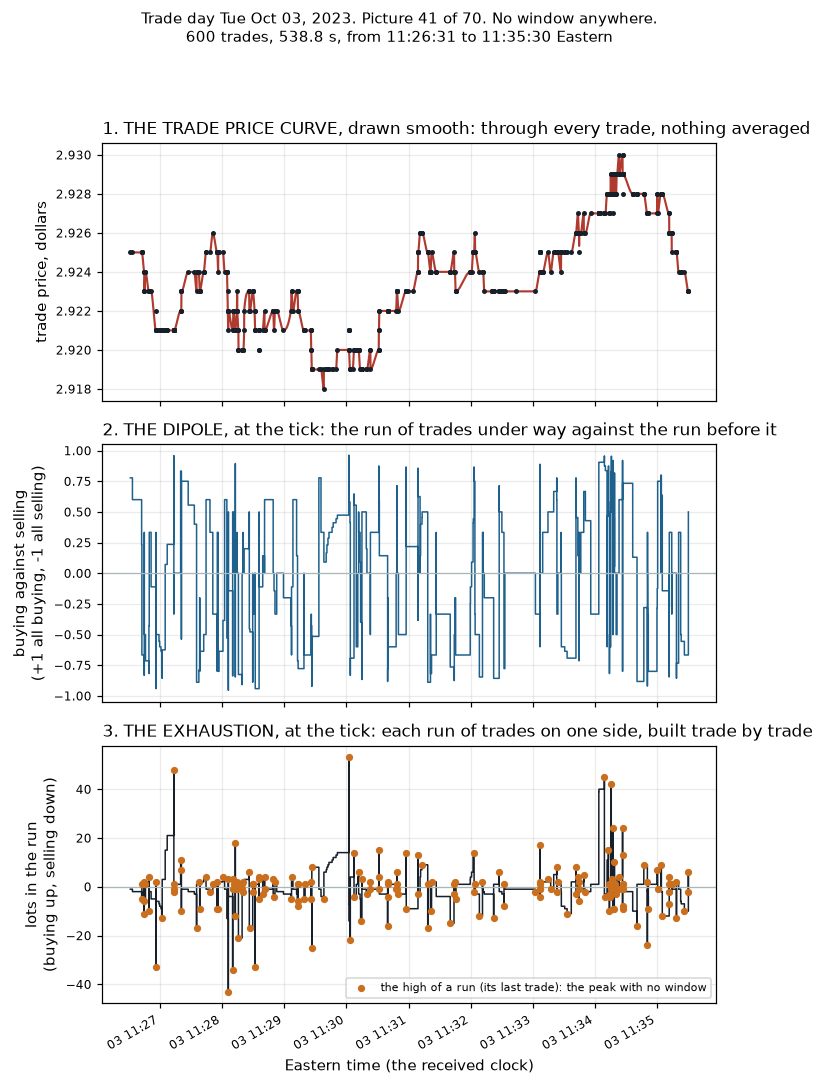 Trade day Tue Oct 03, 2023. Picture 41 of 70. No window anywhere.
600 trades, 538.8 s, from 11:26:31 to 11:35:30 Eastern
1. THE TRADE PRICE CURVE, drawn smooth: through every trade, nothing averaged
trade price, dollars
2.930
2.928
2.926
2.924
2.922
2.920
2.918
2. THE DIPOLE, at the tick: the run of trades under way against the run before it
buying against selling
(+1 all buying, -1 all selling)
1.00
0.75
0.50
0.25
0.00
−0.25
−0.50
−0.75
−1.00
3. THE EXHAUSTION, at the tick: each run of trades on one side, built trade by trade
lots in the run
(buying up, selling down)
40
20
0
−20
−40
the high of a run (its last trade): the peak with no window
03 11:27
03 11:28
03 11:29
03 11:30
03 11:31
03 11:32
03 11:33
03 11:34
03 11:35
Eastern time (the received clock)